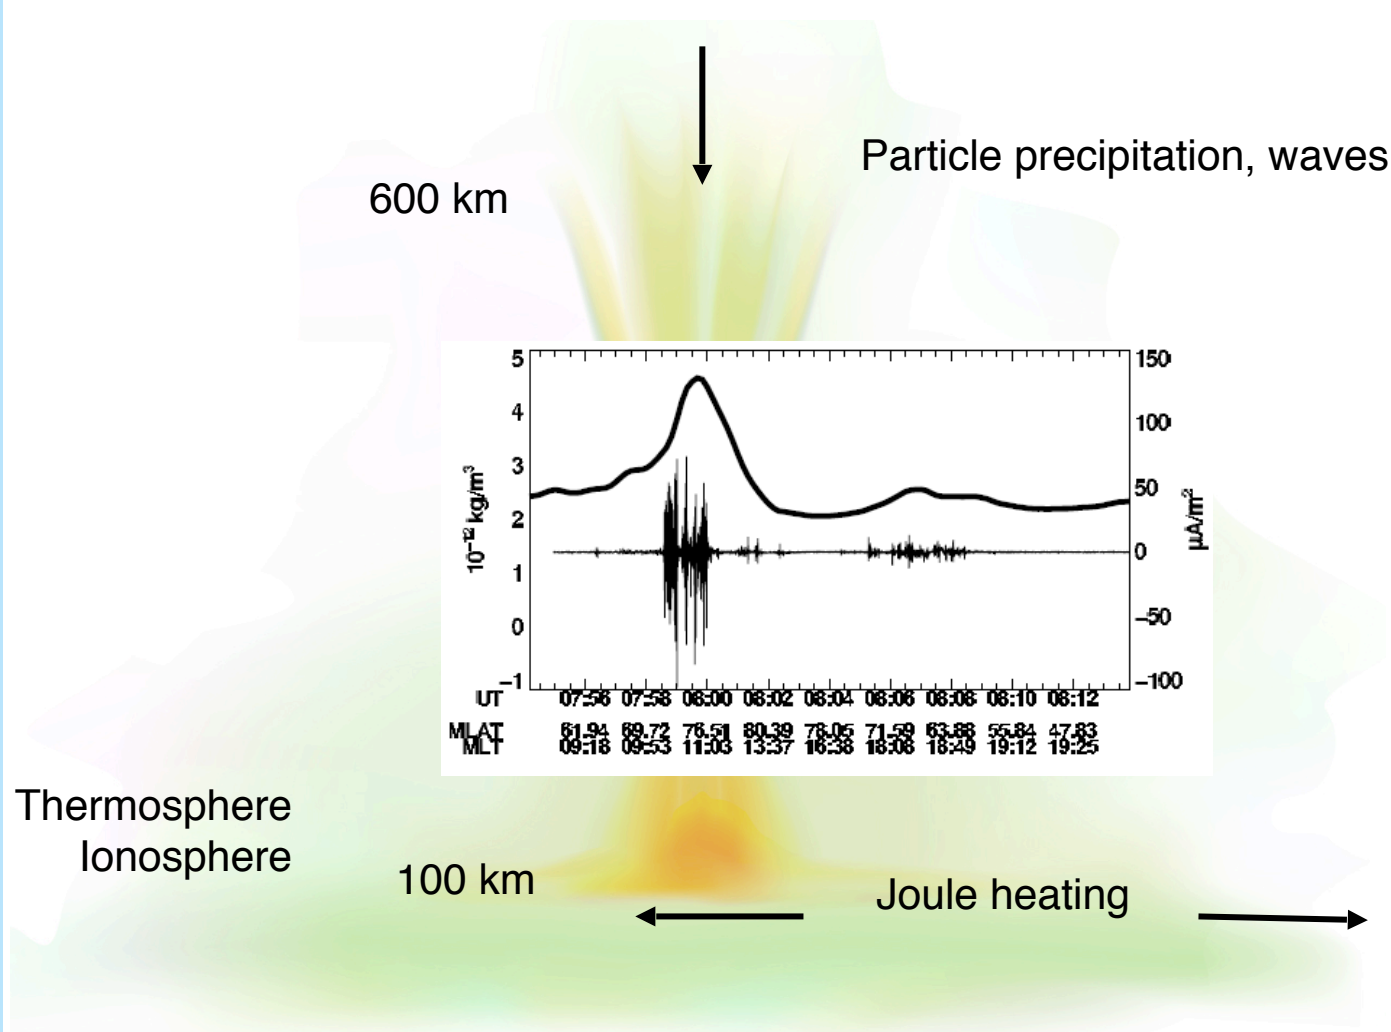 Particle precipitation, waves
600 km
5
4
3
2
1
0
−1
10⁻¹² kg/m³
150
100
50
0
−50
−100
µA/m²
UT 07:56 07:58 08:00 08:02 08:04 08:06 08:08 08:10 08:12
MLAT 61.94 69.72 76.51 80.39 78.05 71.59 63.88 55.84 47.83
MLT 09:18 09:53 11:03 13:37 16:38 18:08 18:49 19:12 19:25
Thermosphere
Ionosphere
100 km
Joule heating